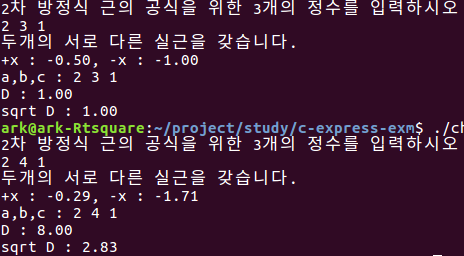 2차 방정식 근의 공식을 위한 3개의 정수를 입력하시오
2 3 1
두개의 서로 다른 실근을 갖습니다.
+x : -0.50, -x : -1.00
a,b,c : 2 3 1
D : 1.00
sqrt D : 1.00
ark@ark-Rtsquare:~/project/study/c-express-exm$ ./ch
2차 방정식 근의 공식을 위한 3개의 정수를 입력하시오
2 4 1
두개의 서로 다른 실근을 갖습니다.
+x : -0.29, -x : -1.71
a,b,c : 2 4 1
D : 8.00
sqrt D : 2.83